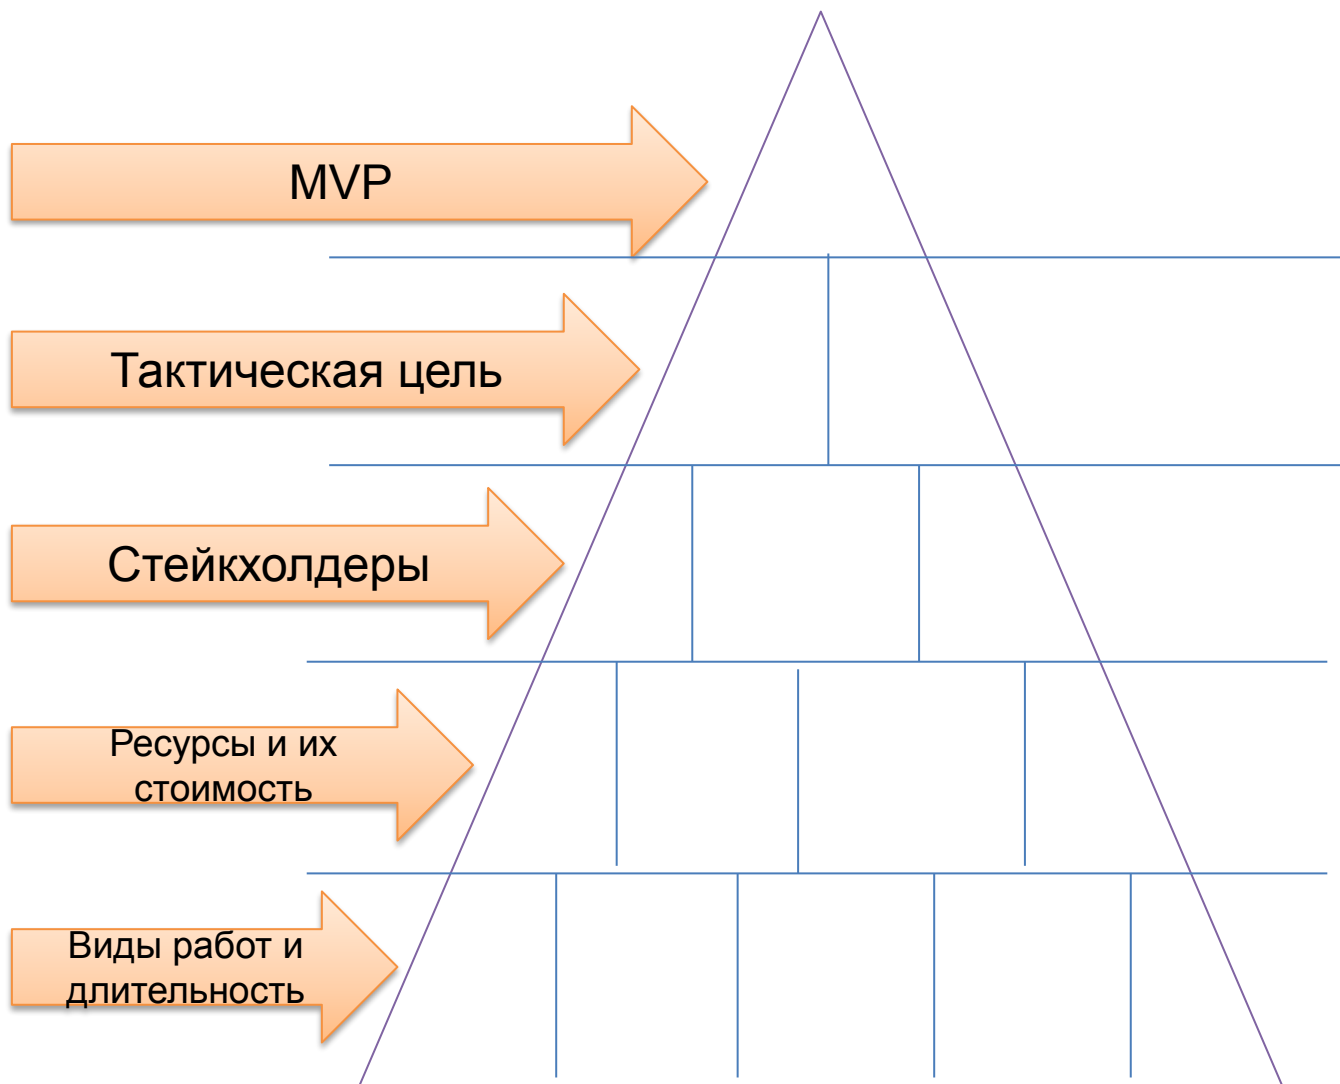 MVP
Тактическая цель
Стейкхолдеры
Ресурсы и их
стоимость
Виды работ и
длительность